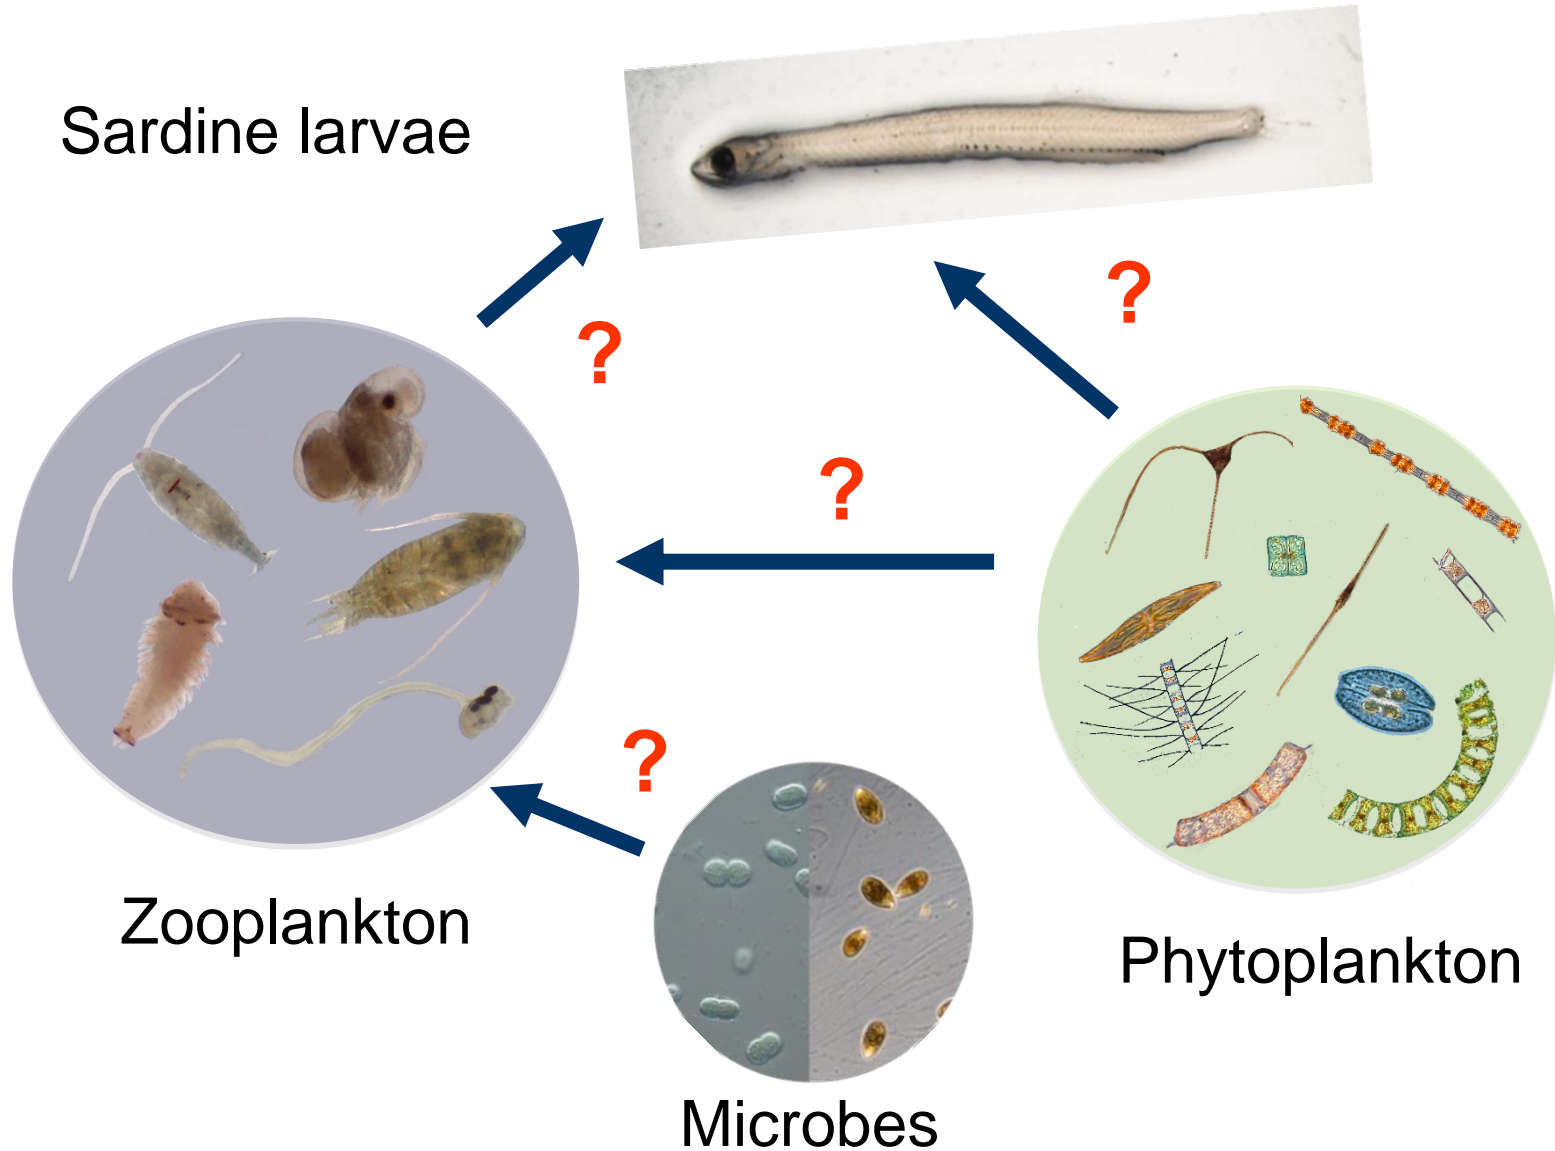 Sardine larvae
?
?
?
?
Zooplankton
Phytoplankton
Microbes